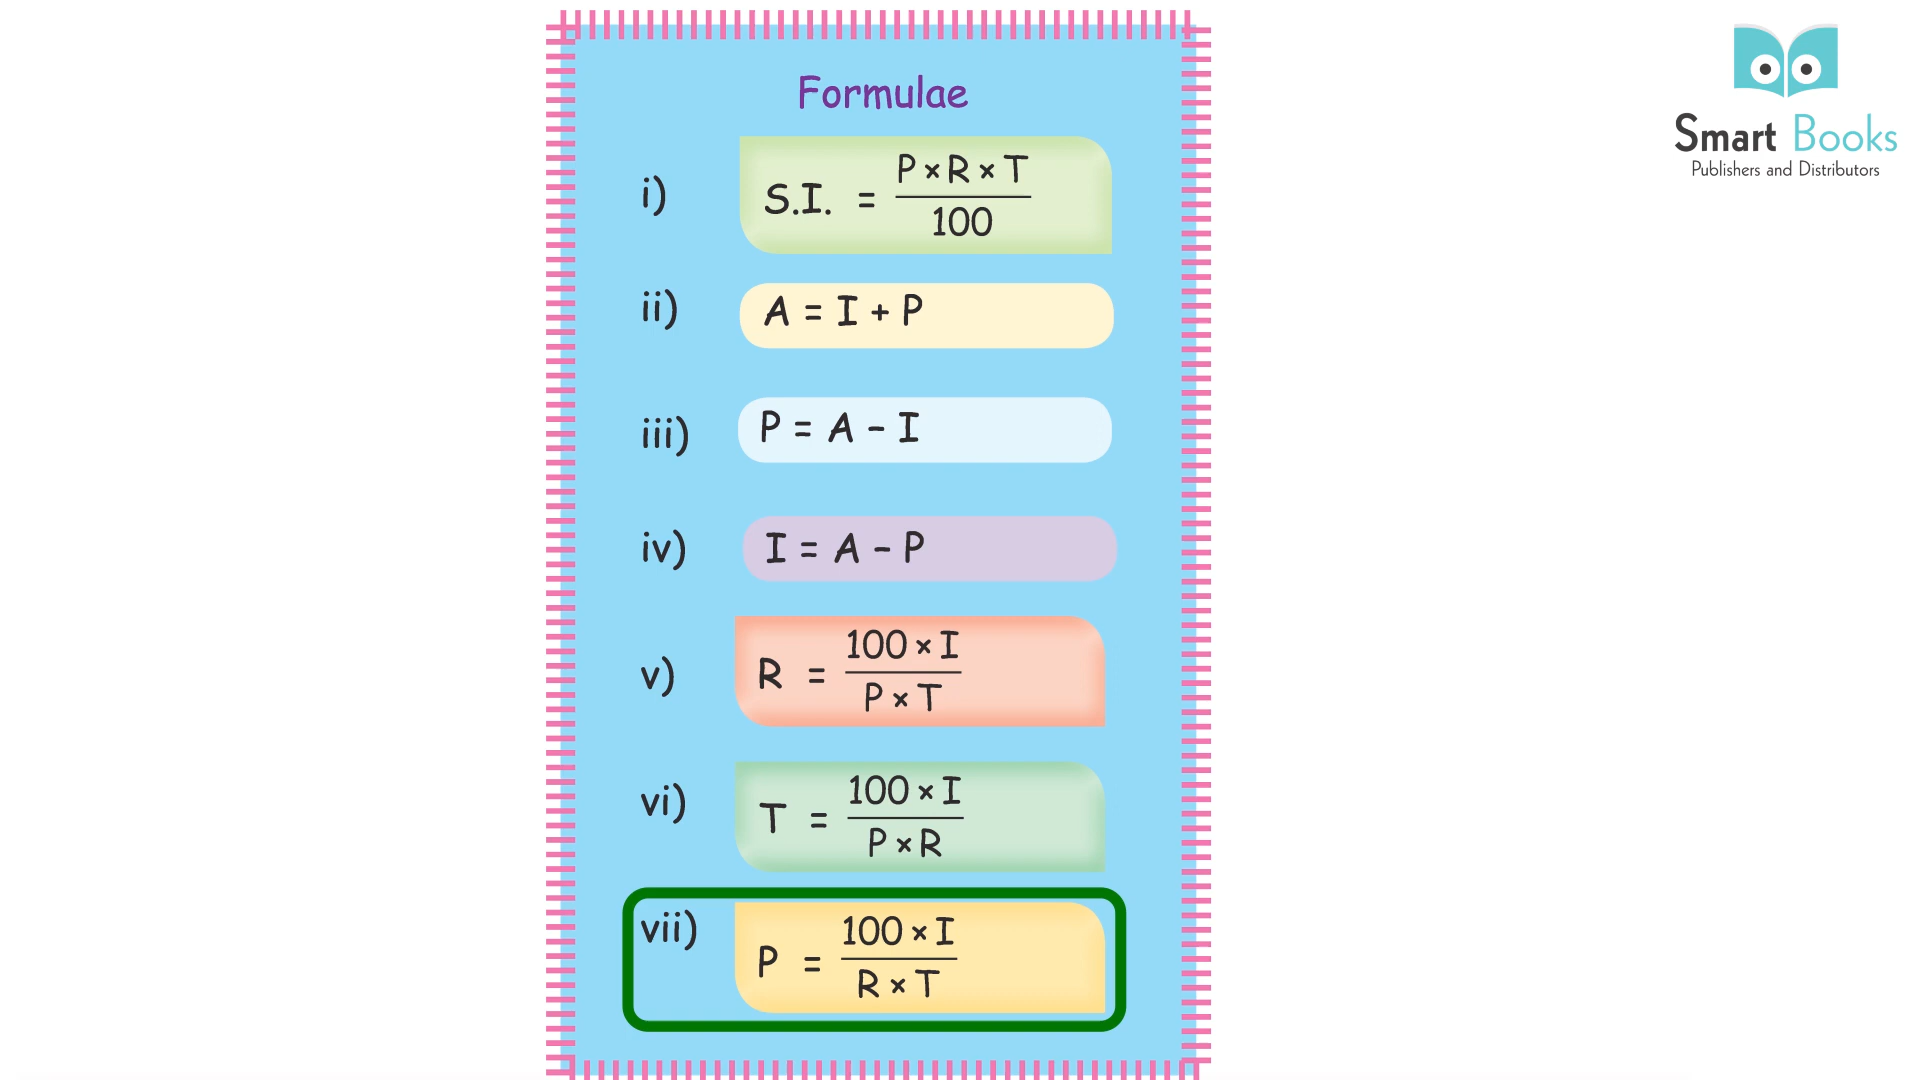 Smart Books
Publishers and Distributors
Formulae
i) S.I. = P × R × T / 100
ii) A = I + P
iii) P = A - I
iv) I = A - P
v) R = 100 × I / P × T
vi) T = 100 × I / P × R
vii) P = 100 × I / R × T